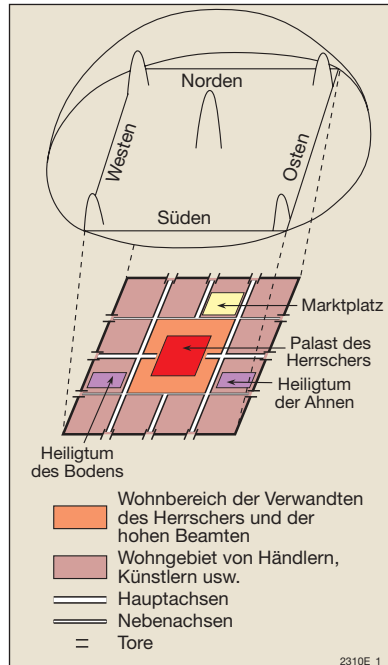 Norden
Westen
Osten
Süden
Marktplatz
Palast des
Herrschers
Heiligtum
der Ahnen
Heiligtum
des Bodens
Wohnbereich der Verwandten
des Herrschers und der
hohen Beamten
Wohngebiet von Händlern,
Künstlern usw.
Hauptachsen
Nebenachsen
Tore
2310E_1